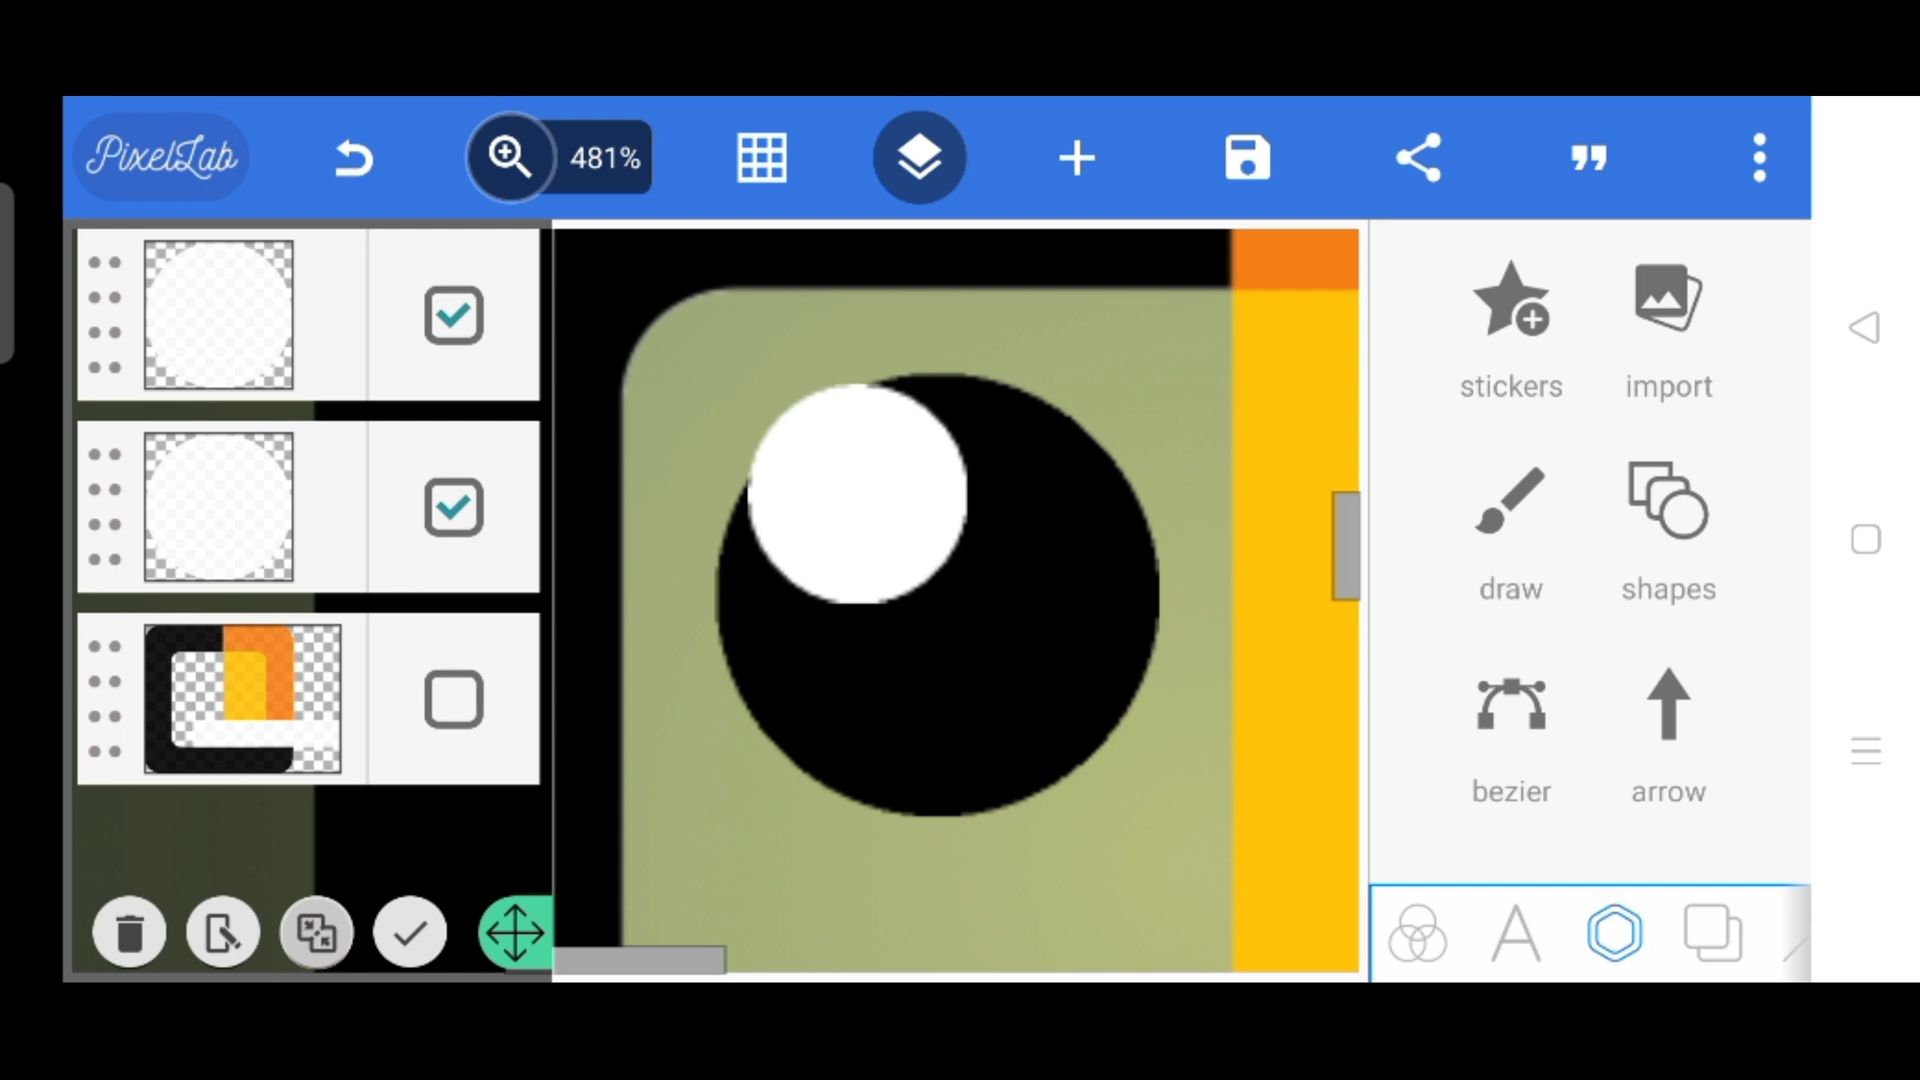 PixelLab
481%
stickers
import
draw
shapes
bezier
arrow